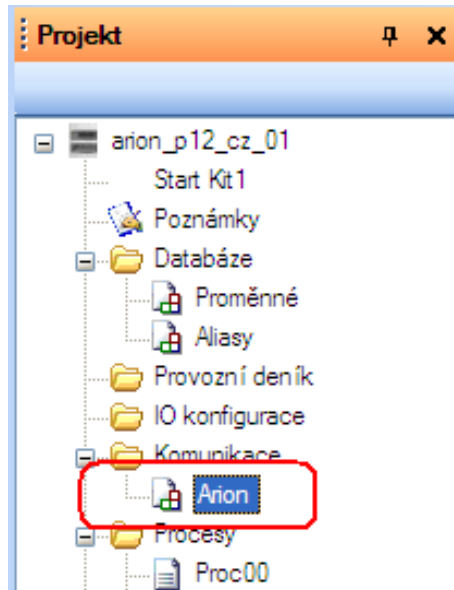 Projekt
arion_p12_cz_01
Start Kit1
Poznámky
Databáze
Proměnné
Aliasy
Provozní deník
IO konfigurace
Komunikace
Arion
Procesy
Proc00